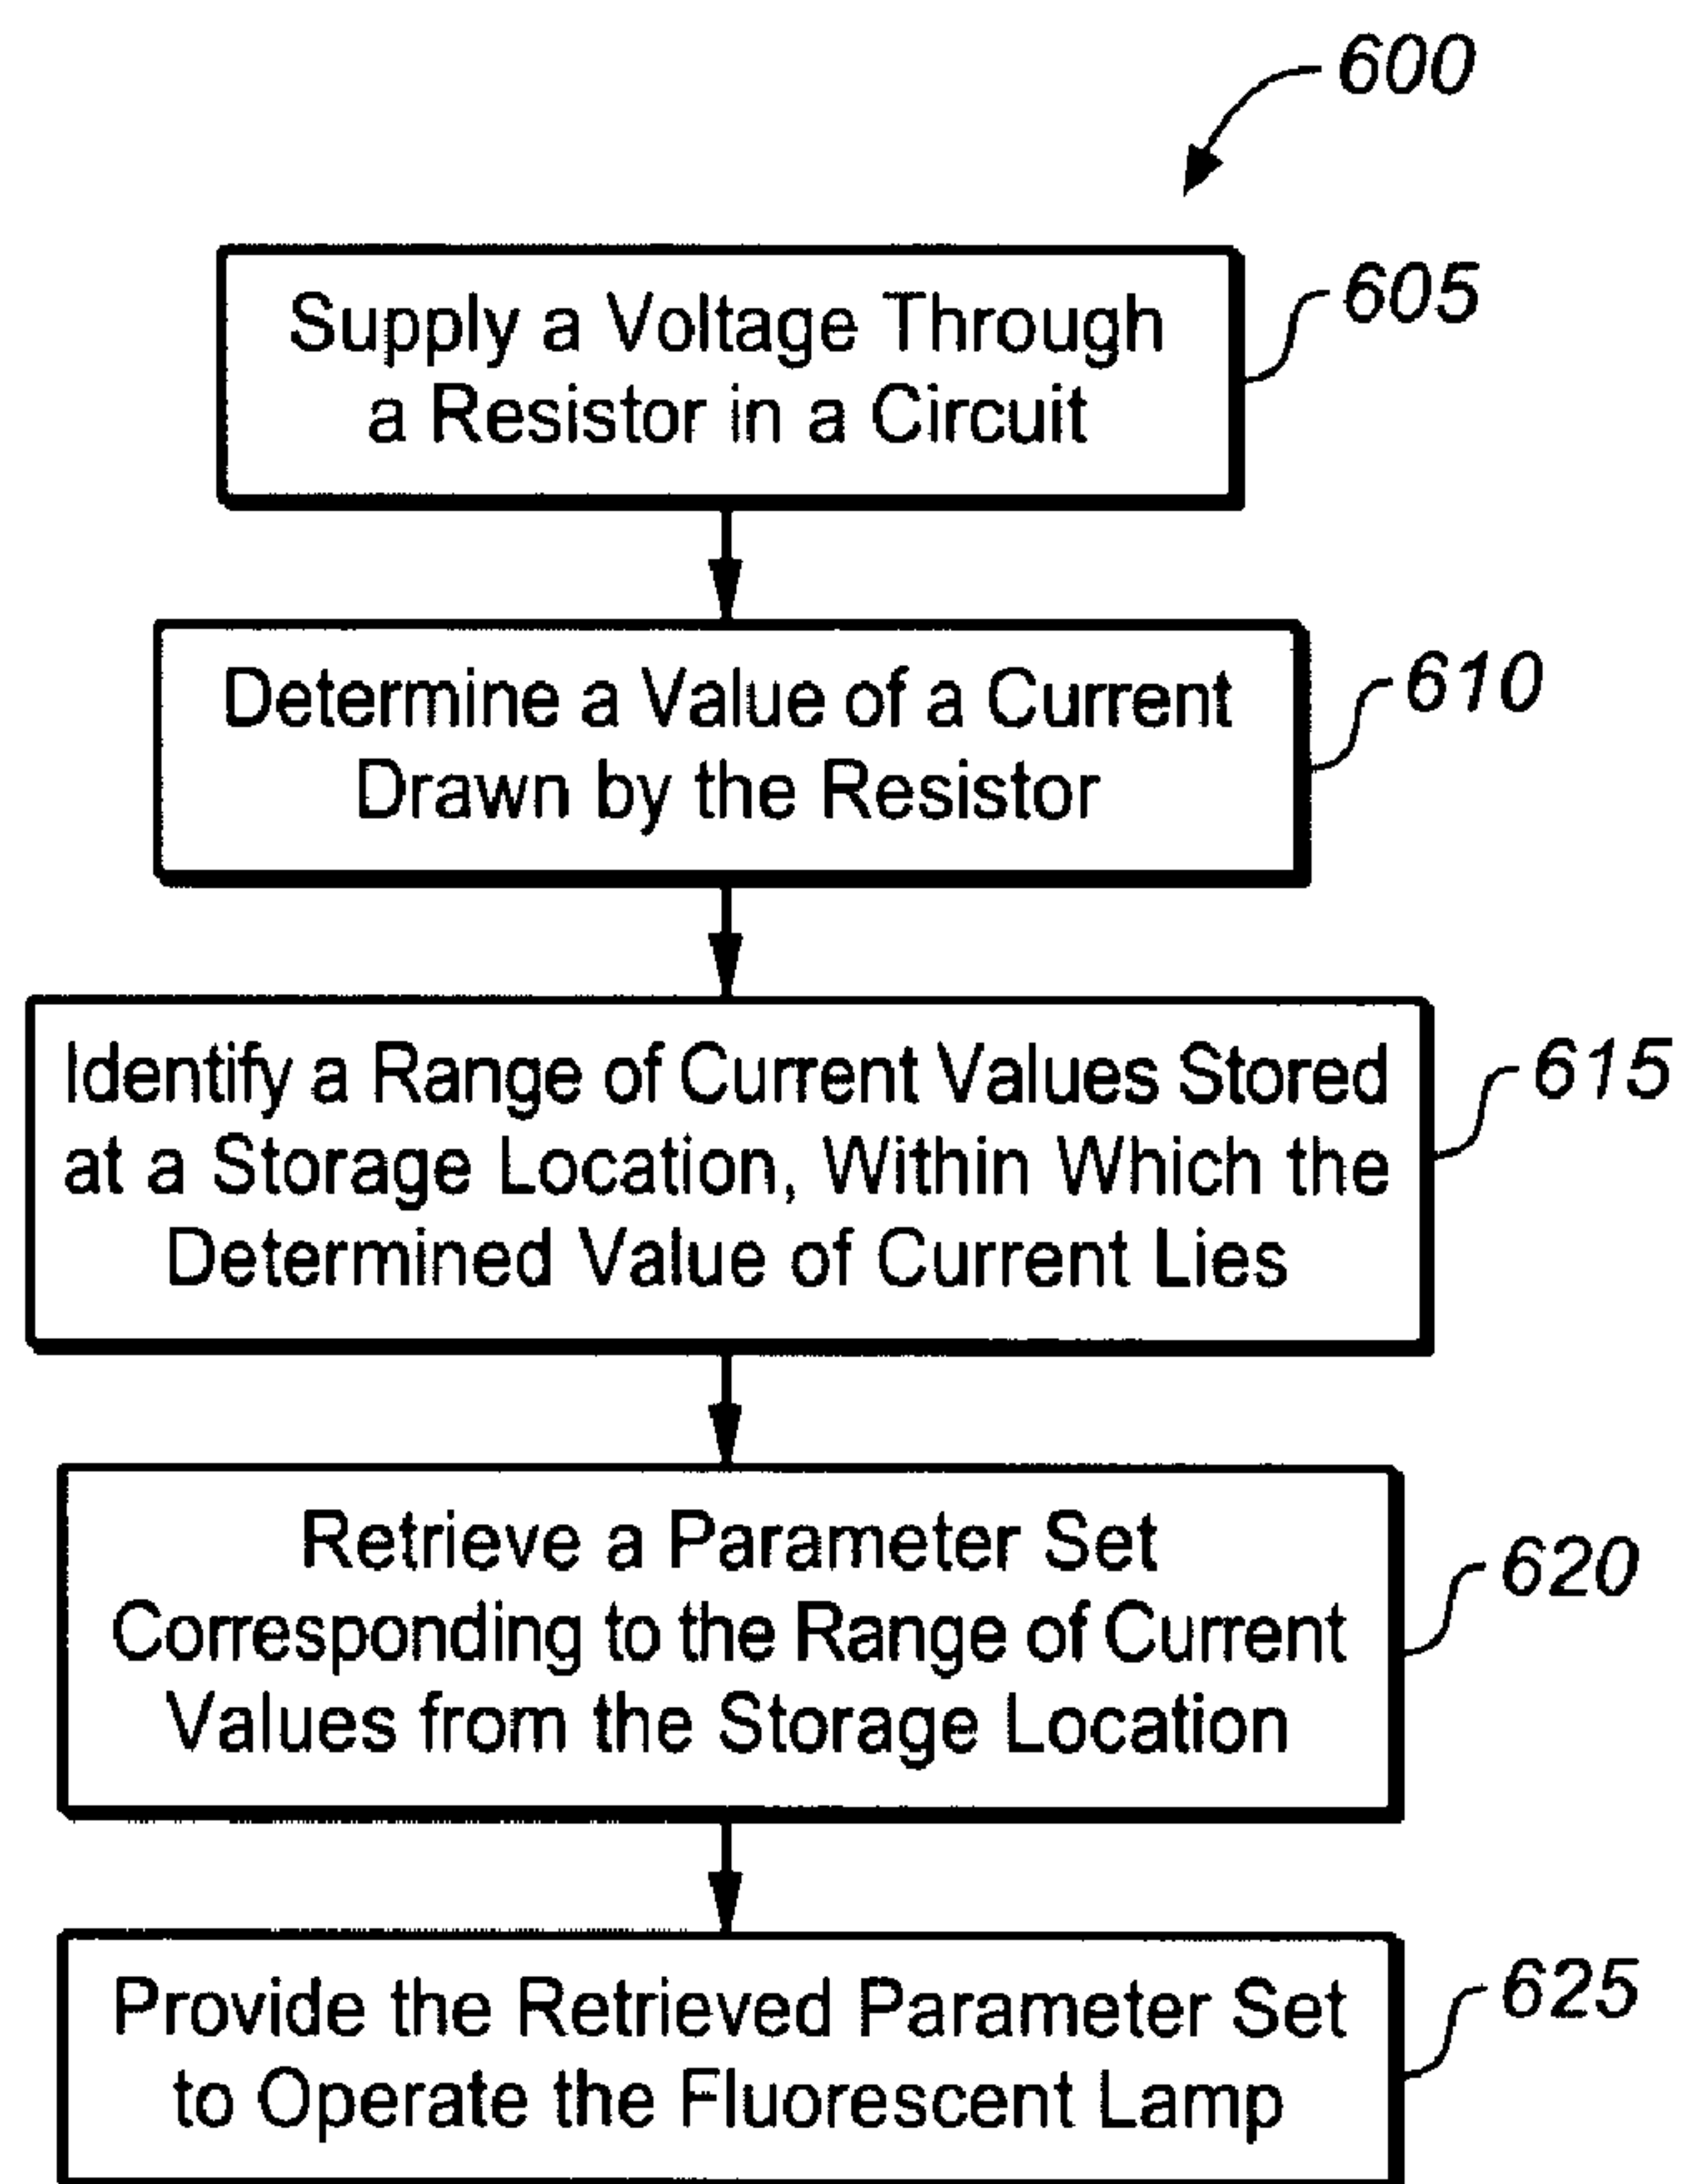 600
Supply a Voltage Through
a Resistor in a Circuit
605
Determine a Value of a Current
Drawn by the Resistor
610
Identify a Range of Current Values Stored
at a Storage Location, Within Which the
Determined Value of Current Lies
615
Retrieve a Parameter Set
Corresponding to the Range of Current
Values from the Storage Location
620
Provide the Retrieved Parameter Set
to Operate the Fluorescent Lamp
625